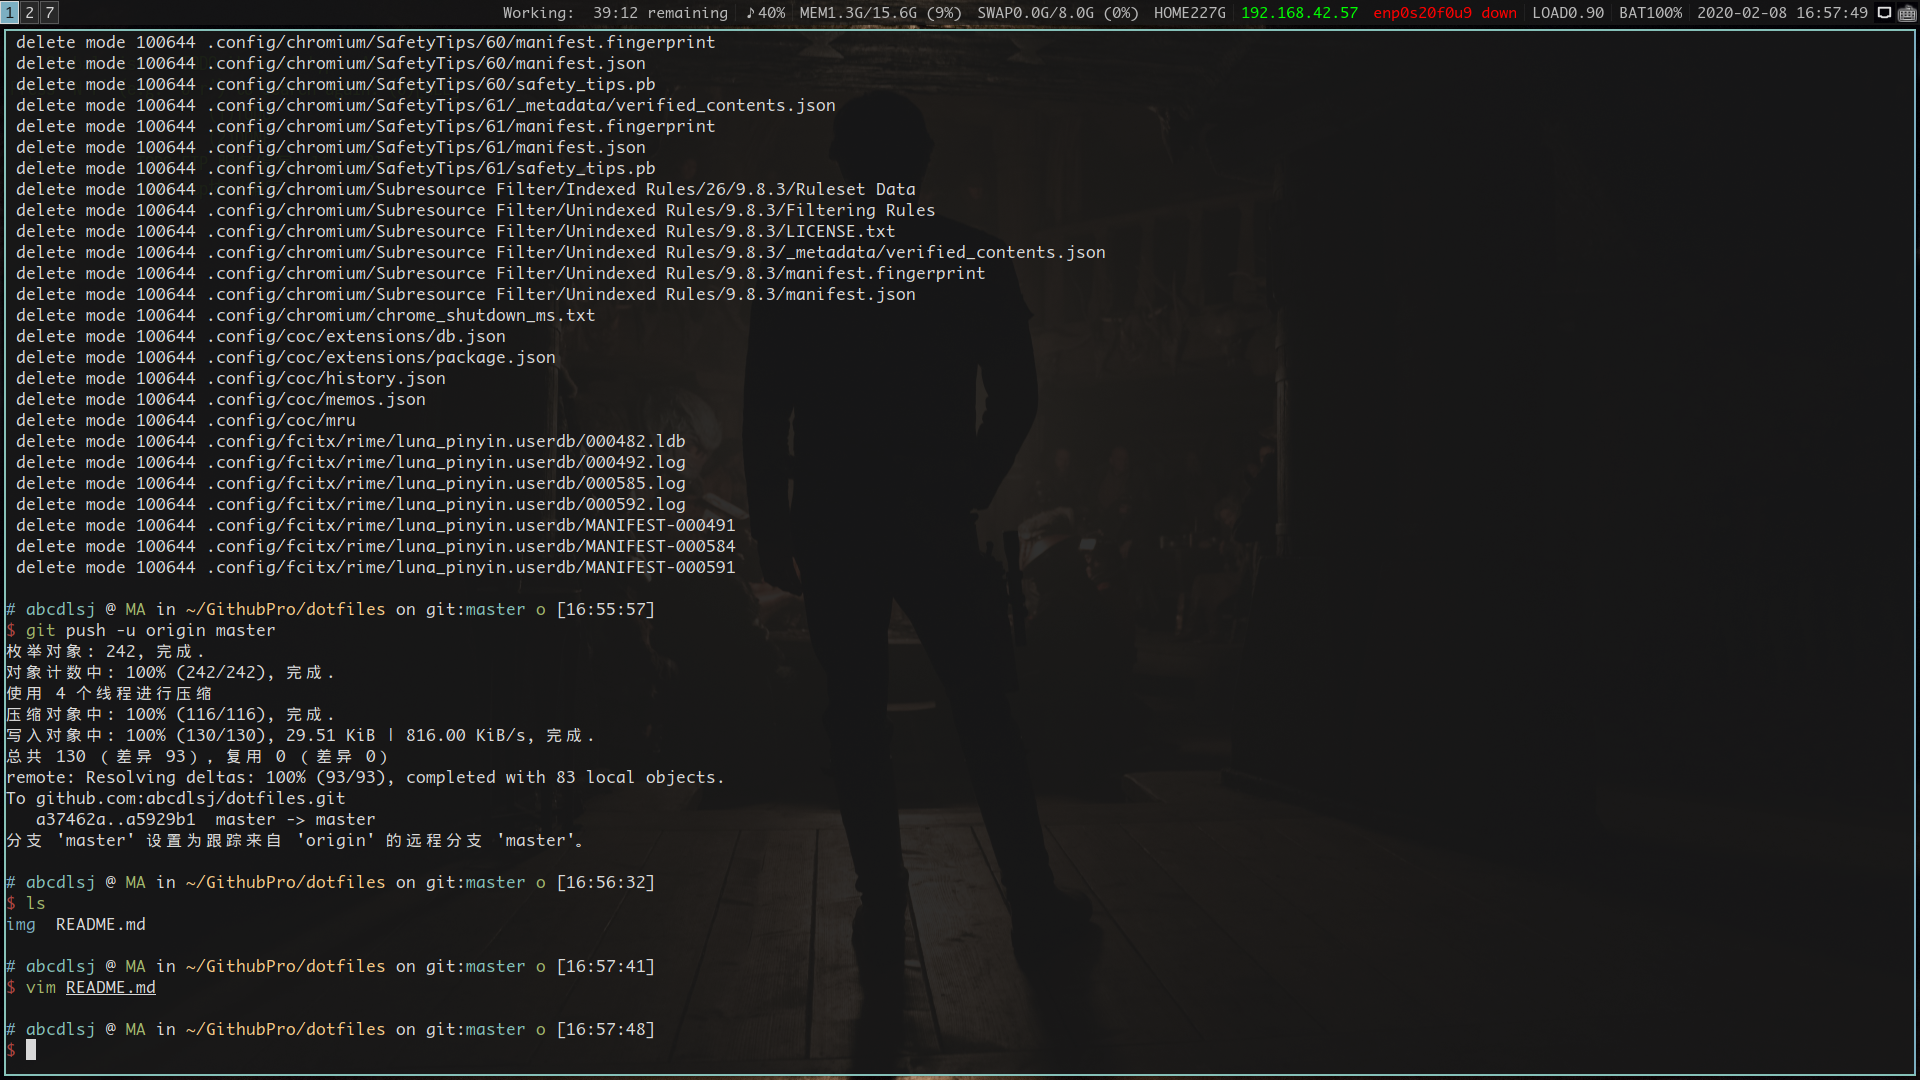 1 2 7 Working:  39:12 remaining ♪40% MEM1.3G/15.6G (9%) SWAP0.0G/8.0G (0%) HOME227G 192.168.42.57 enp0s20f0u9 down LOAD0.90 BAT100% 2020-02-08 16:57:49
delete mode 100644 .config/chromium/SafetyTips/60/manifest.fingerprint
delete mode 100644 .config/chromium/SafetyTips/60/manifest.json
delete mode 100644 .config/chromium/SafetyTips/60/safety_tips.pb
delete mode 100644 .config/chromium/SafetyTips/61/_metadata/verified_contents.json
delete mode 100644 .config/chromium/SafetyTips/61/manifest.fingerprint
delete mode 100644 .config/chromium/SafetyTips/61/manifest.json
delete mode 100644 .config/chromium/SafetyTips/61/safety_tips.pb
delete mode 100644 .config/chromium/Subresource Filter/Indexed Rules/26/9.8.3/Ruleset Data
delete mode 100644 .config/chromium/Subresource Filter/Unindexed Rules/9.8.3/Filtering Rules
delete mode 100644 .config/chromium/Subresource Filter/Unindexed Rules/9.8.3/LICENSE.txt
delete mode 100644 .config/chromium/Subresource Filter/Unindexed Rules/9.8.3/_metadata/verified_contents.json
delete mode 100644 .config/chromium/Subresource Filter/Unindexed Rules/9.8.3/manifest.fingerprint
delete mode 100644 .config/chromium/Subresource Filter/Unindexed Rules/9.8.3/manifest.json
delete mode 100644 .config/chromium/chrome_shutdown_ms.txt
delete mode 100644 .config/coc/extensions/db.json
delete mode 100644 .config/coc/extensions/package.json
delete mode 100644 .config/coc/history.json
delete mode 100644 .config/coc/memos.json
delete mode 100644 .config/coc/mru
delete mode 100644 .config/fcitx/rime/luna_pinyin.userdb/000482.ldb
delete mode 100644 .config/fcitx/rime/luna_pinyin.userdb/000492.log
delete mode 100644 .config/fcitx/rime/luna_pinyin.userdb/000585.log
delete mode 100644 .config/fcitx/rime/luna_pinyin.userdb/000592.log
delete mode 100644 .config/fcitx/rime/luna_pinyin.userdb/MANIFEST-000491
delete mode 100644 .config/fcitx/rime/luna_pinyin.userdb/MANIFEST-000584
delete mode 100644 .config/fcitx/rime/luna_pinyin.userdb/MANIFEST-000591
# abcdlsj @ MA in ~/GithubPro/dotfiles on git:master o [16:55:57]
$ git push -u origin master
枚举对象: 242, 完成.
对象计数中: 100% (242/242), 完成.
使用 4 个线程进行压缩
压缩对象中: 100% (116/116), 完成.
写入对象中: 100% (130/130), 29.51 KiB | 816.00 KiB/s, 完成.
总共 130 （差异 93），复用 0 （差异 0）
remote: Resolving deltas: 100% (93/93), completed with 83 local objects.
To github.com:abcdlsj/dotfiles.git
a37462a..a5929b1  master -> master
分支 'master' 设置为跟踪来自 'origin' 的远程分支 'master'。
# abcdlsj @ MA in ~/GithubPro/dotfiles on git:master o [16:56:32]
$ ls
img  README.md
# abcdlsj @ MA in ~/GithubPro/dotfiles on git:master o [16:57:41]
$ vim README.md
# abcdlsj @ MA in ~/GithubPro/dotfiles on git:master o [16:57:48]
$